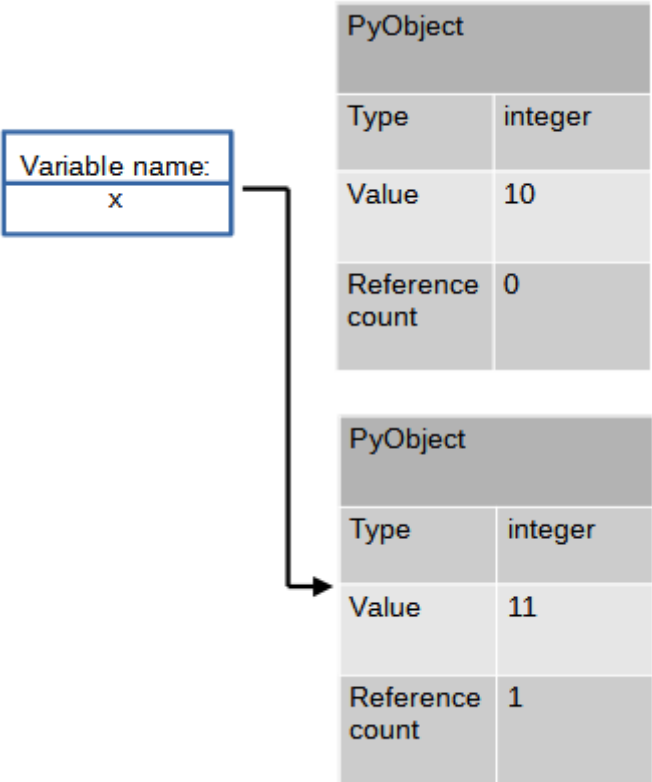 PyObject
Type integer
Variable name:
x
Value 10
Reference 0
count
PyObject
Type integer
Value 11
Reference 1
count